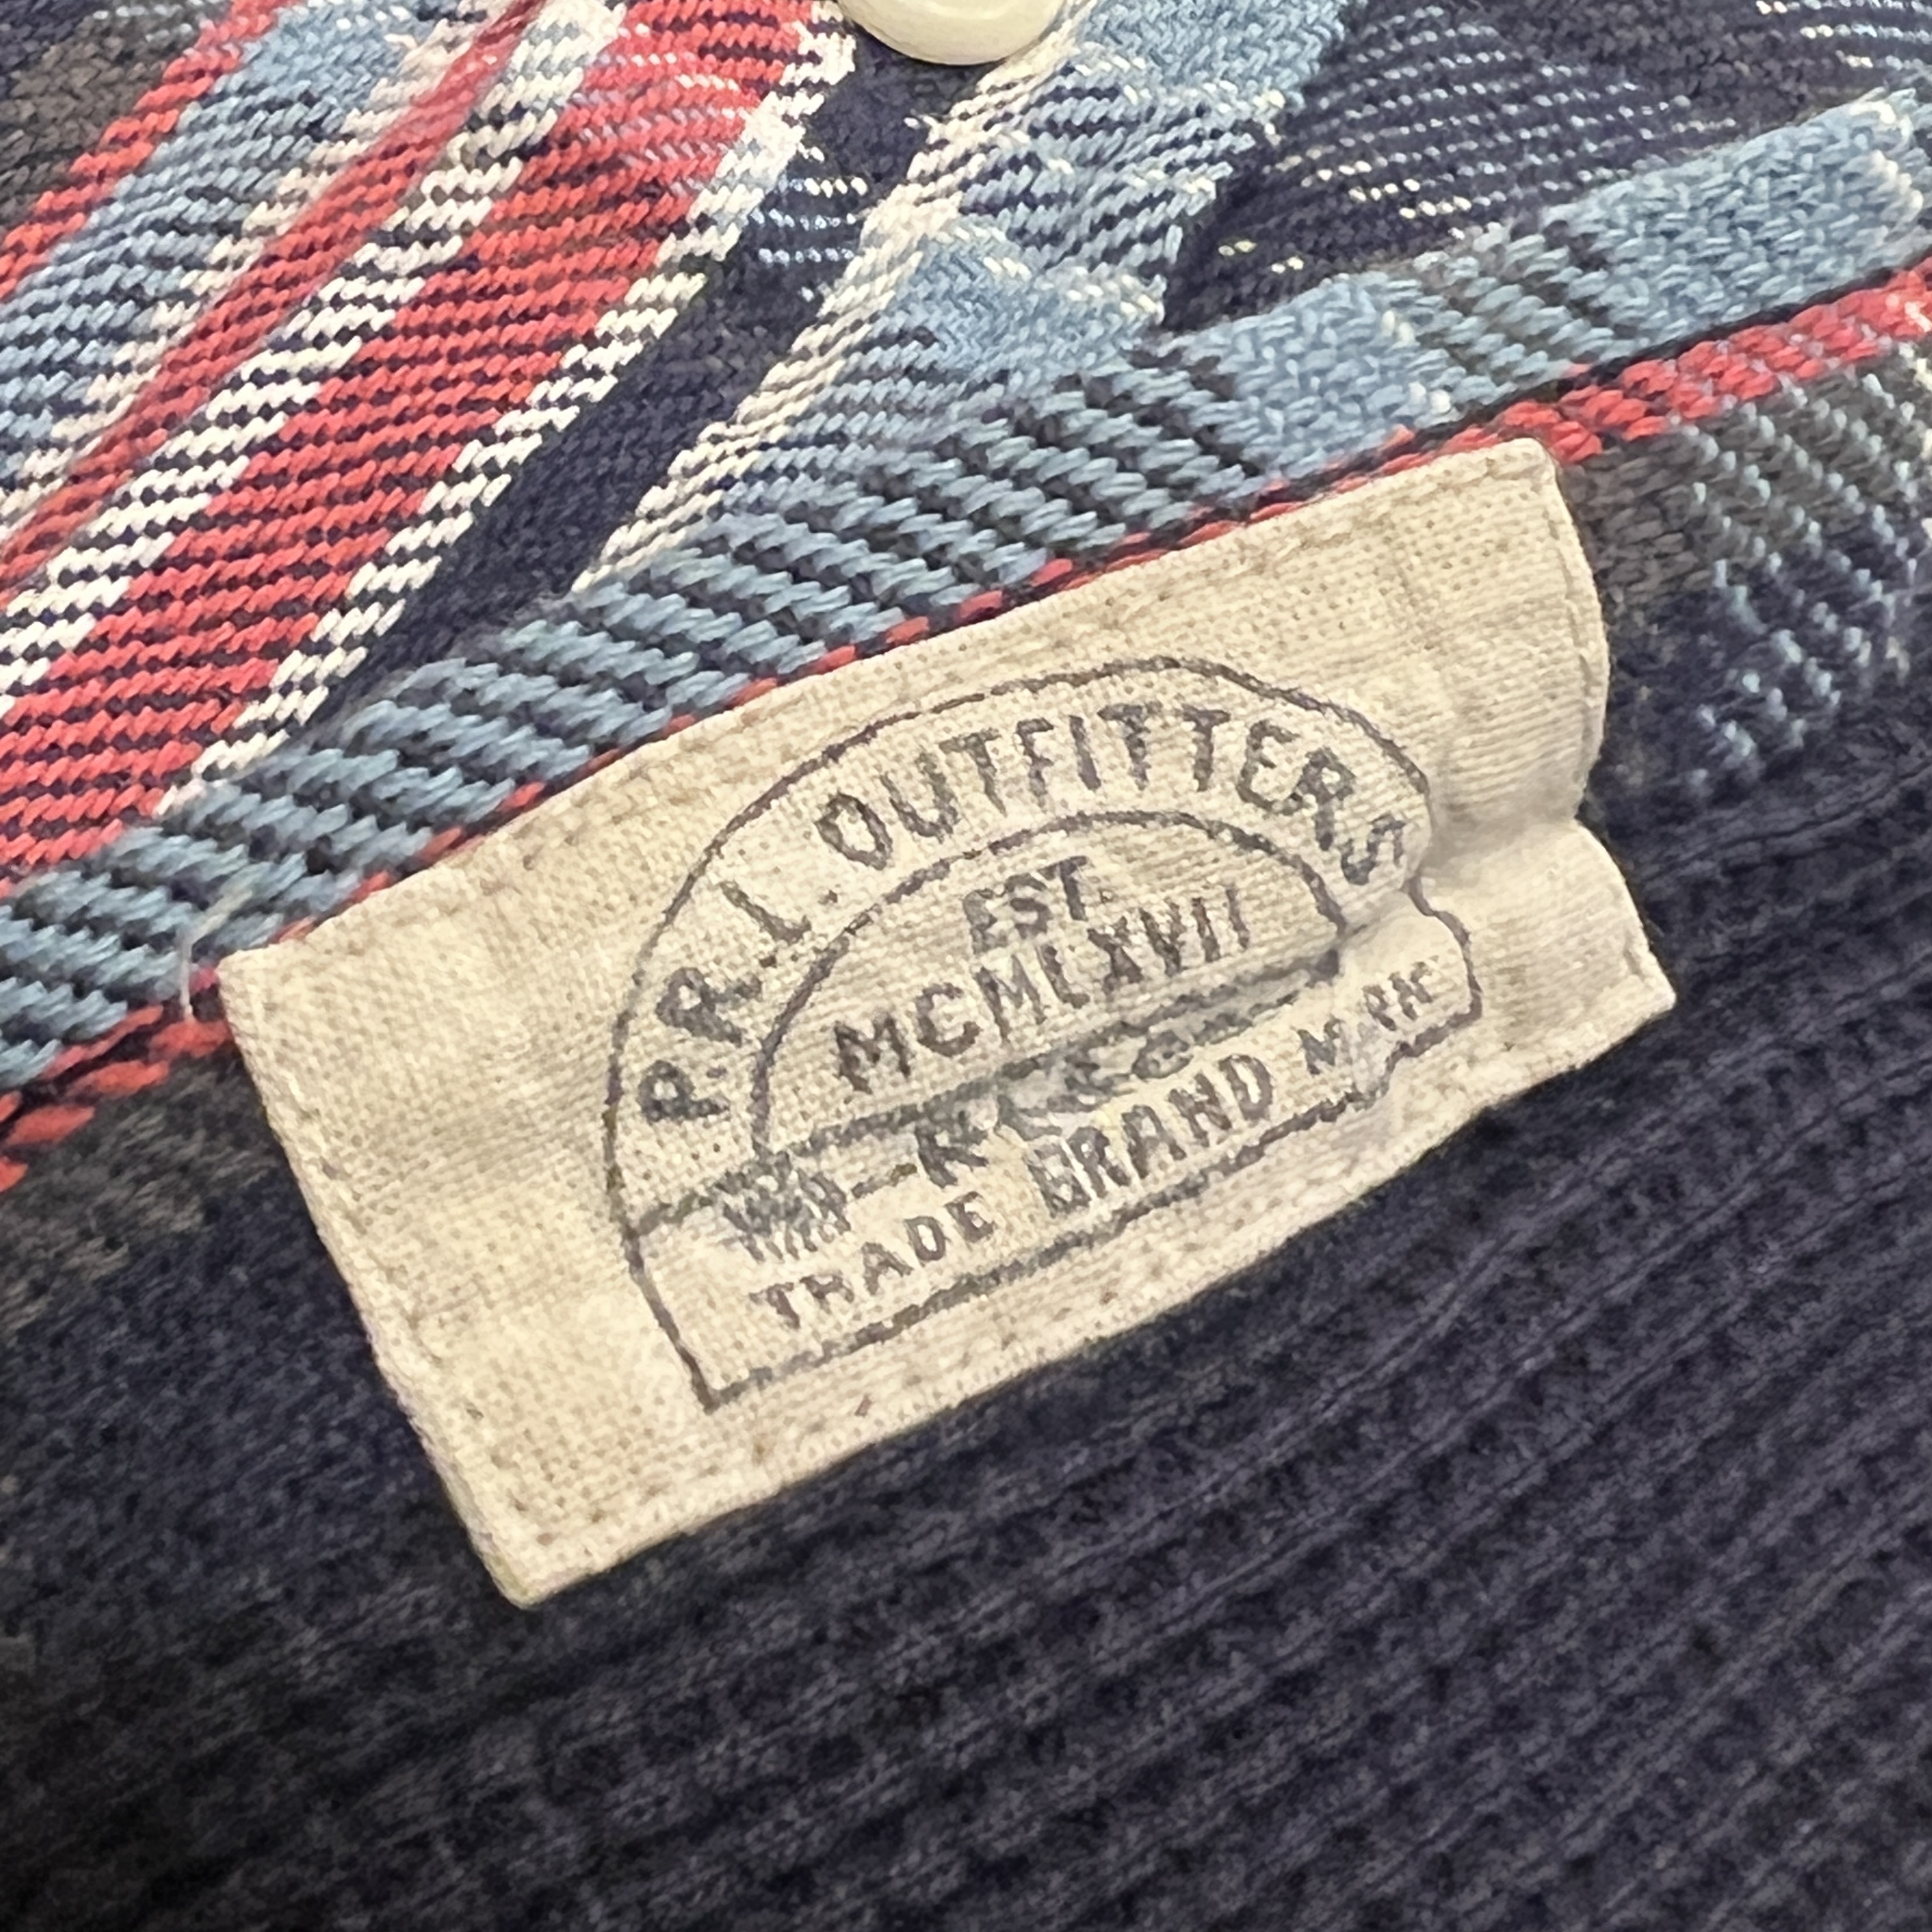 P.R.I. OUTFITTERS
EST.
MCMLXVII
TRADE BRAND MARK